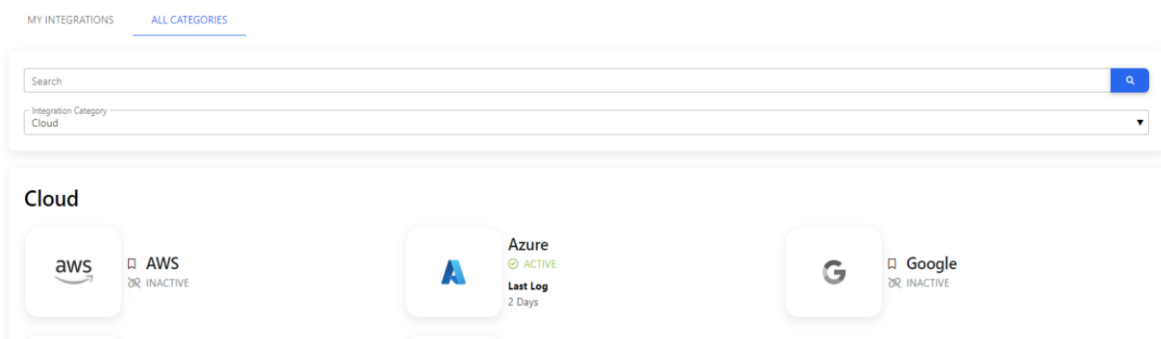 MY INTEGRATIONS
ALL CATEGORIES
Search
Integration Category
Cloud
Cloud
aws
AWS
INACTIVE
Azure
ACTIVE
Last Log
2 Days
G
Google
INACTIVE